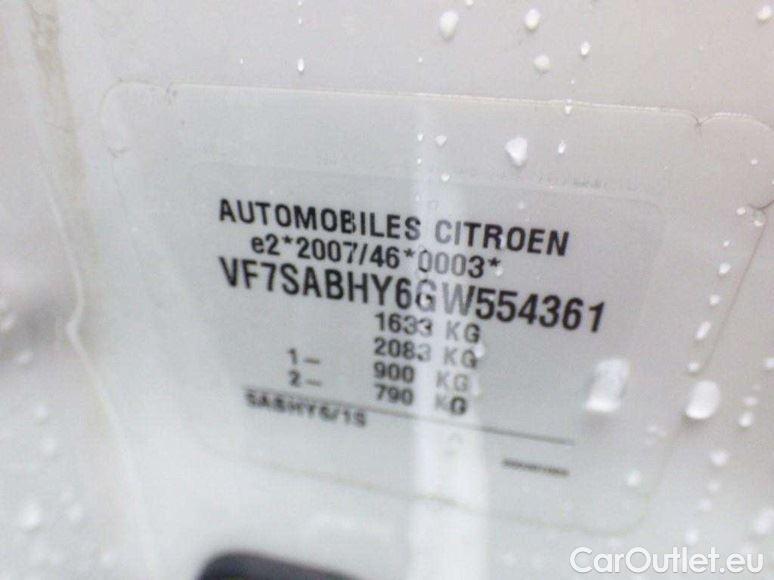 AUTOMOBILES CITROEN
e2*2007/46*0003*
VF7SABHY6GW554361
1633 KG
2083 KG
1- 900 KG
2- 790 KG
SABHY6/1S
CarOutlet.eu